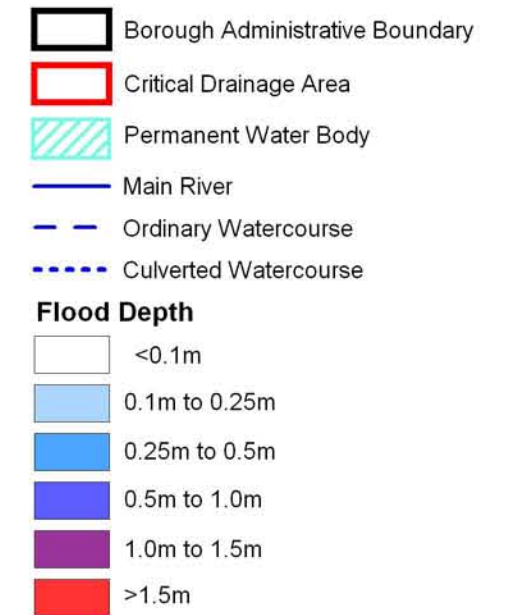 Borough Administrative Boundary
Critical Drainage Area
Permanent Water Body
Main River
Ordinary Watercourse
Culverted Watercourse
Flood Depth
<0.1m
0.1m to 0.25m
0.25m to 0.5m
0.5m to 1.0m
1.0m to 1.5m
>1.5m